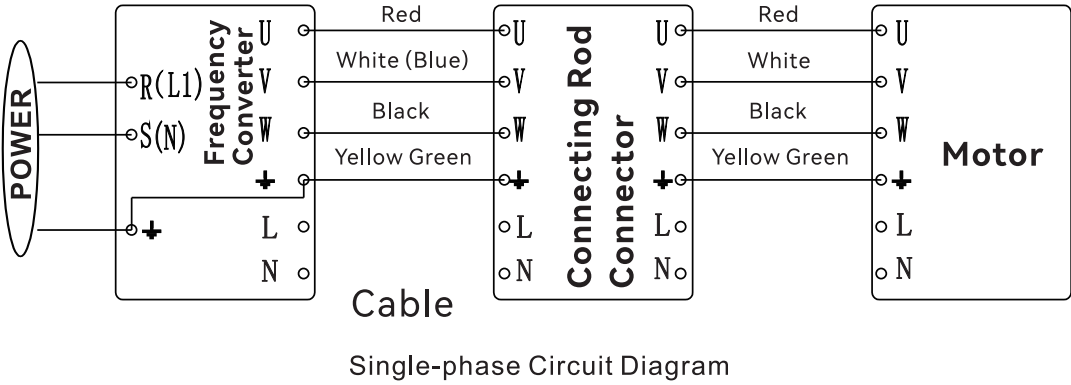 POWER
R(L1)
S(N)
⏚
Frequency
Converter
U
V
W
⏚
L
N
Red
White (Blue)
Black
Yellow Green
Cable
U
V
W
⏚
L
N
Connecting Rod
Connector
U
V
W
⏚
L
N
Red
White
Black
Yellow Green
U
V
W
⏚
L
N
Motor
Single-phase Circuit Diagram